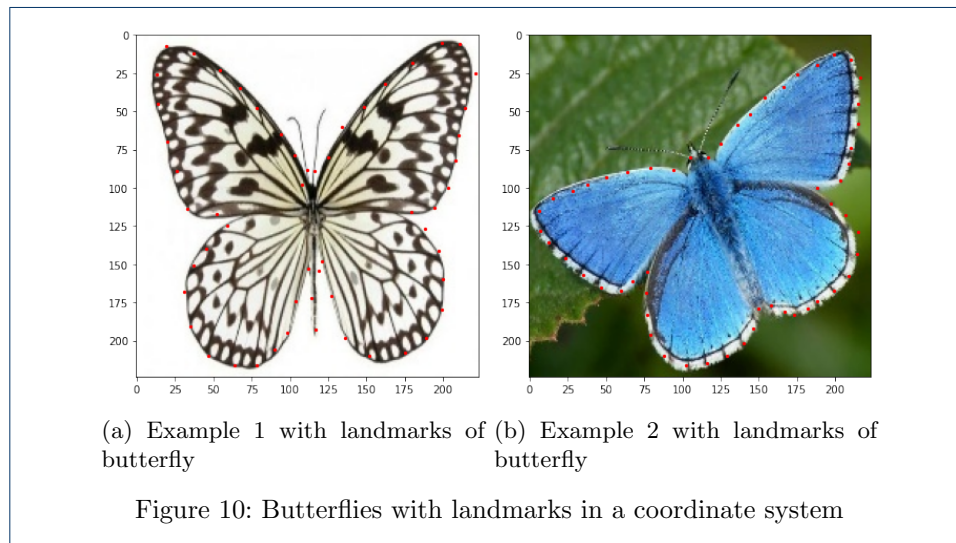 0
25
50
75
100
125
150
175
200
0 25 50 75 100 125 150 175 200
0
25
50
75
100
125
150
175
200
0 25 50 75 100 125 150 175 200
(a) Example 1 with landmarks of
butterfly
(b) Example 2 with landmarks of
butterfly
Figure 10: Butterflies with landmarks in a coordinate system